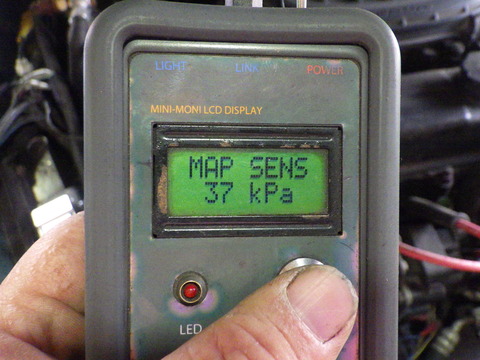 LIGHT LINK POWER
MINI-MONI LCD DISPLAY
MAP SENS
37 kPa
LED